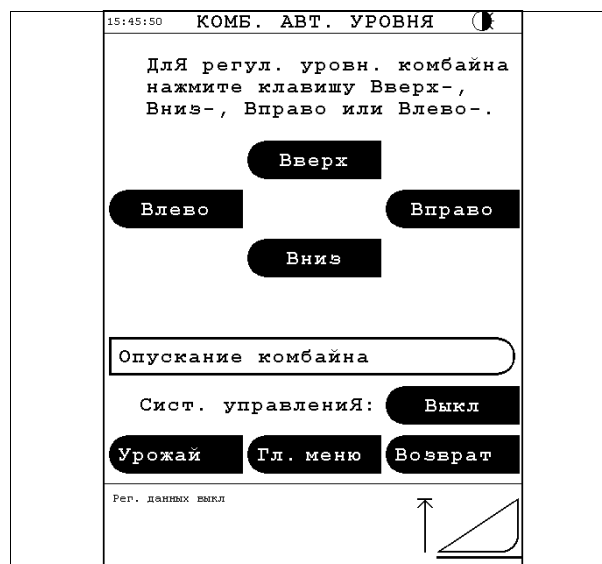 15:45:50 КОМБ. АВТ. УРОВНЯ
ДлЯ регул. уровн. комбайна
нажмите клавишу Вверх-,
Вниз-, Вправо или Влево-.
Вверх
Влево Вправо
Вниз
Опускание комбайна
Сист. управлениЯ: Выкл
Урожай Гл. меню Возврат
Рег. данных выкл